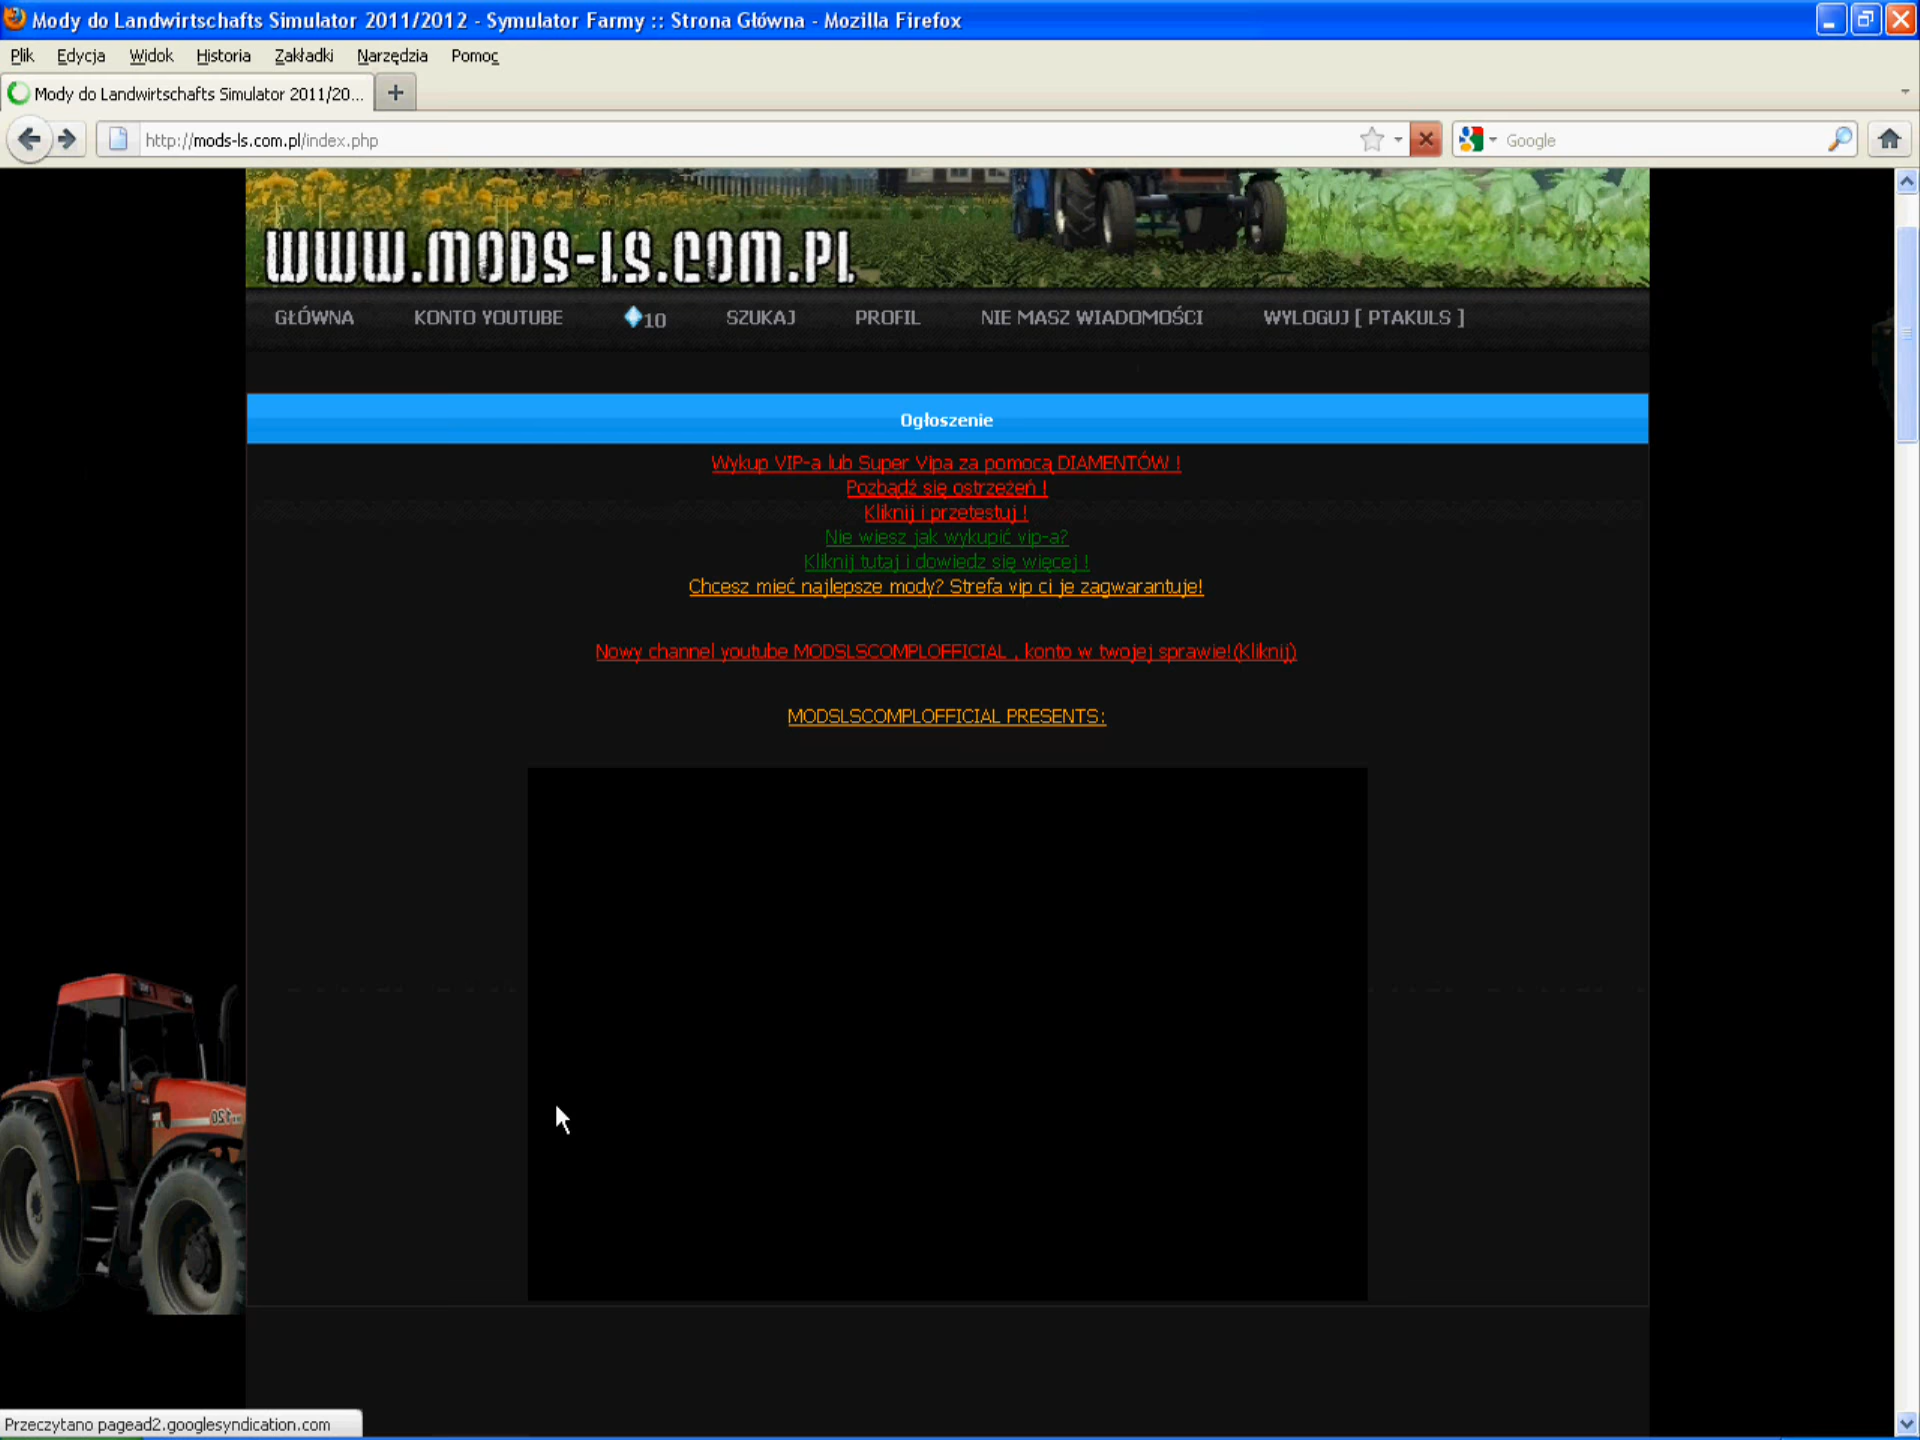 Mody do Landwirtschafts Simulator 2011/2012 - Symulator Farmy :: Strona Główna - Mozilla Firefox
Plik Edycja Widok Historia Zakładki Narzędzia Pomoc
Mody do Landwirtschafts Simulator 2011/20... +
http://mods-ls.com.pl/index.php Google
WWW.MODS-LS.COM.PL
GŁÓWNA KONTO YOUTUBE 10 SZUKAJ PROFIL NIE MASZ WIADOMOŚCI WYLOGUJ [ PTAKULS ]
Ogłoszenie
Wykup VIP-a lub Super Vipa za pomocą DIAMENTÓW !
Pozbądź się ostrzeżeń !
Kliknij i przetestuj !
Nie wiesz jak wykupić vip-a?
Kliknij tutaj i dowiedz się więcej !
Chcesz mieć najlepsze mody? Strefa vip ci je zagwarantuje!
Nowy channel youtube MODSLSCOMPLOFFICIAL , konto w twojej sprawie!(Kliknij)
MODSLSCOMPLOFFICIAL PRESENTS:
Przeczytano pagead2.googlesyndication.com